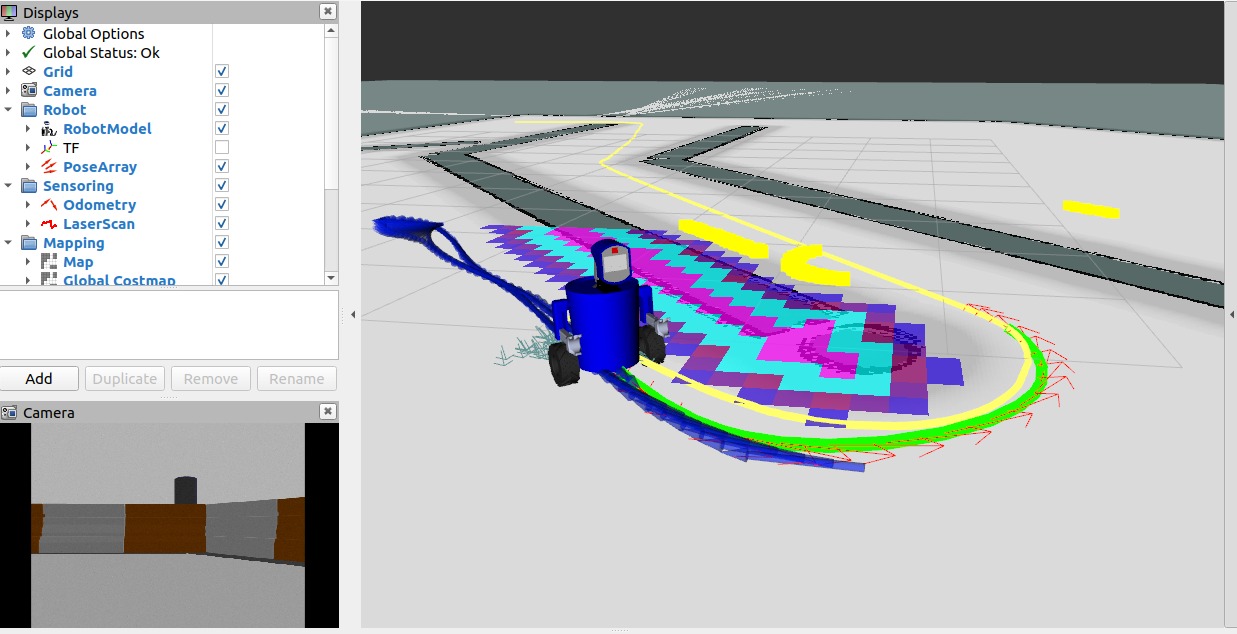 Displays
Global Options
Global Status: Ok
Grid
Camera
Robot
RobotModel
TF
PoseArray
Sensoring
Odometry
LaserScan
Mapping
Map
Global Costmap
Add
Duplicate
Remove
Rename
Camera